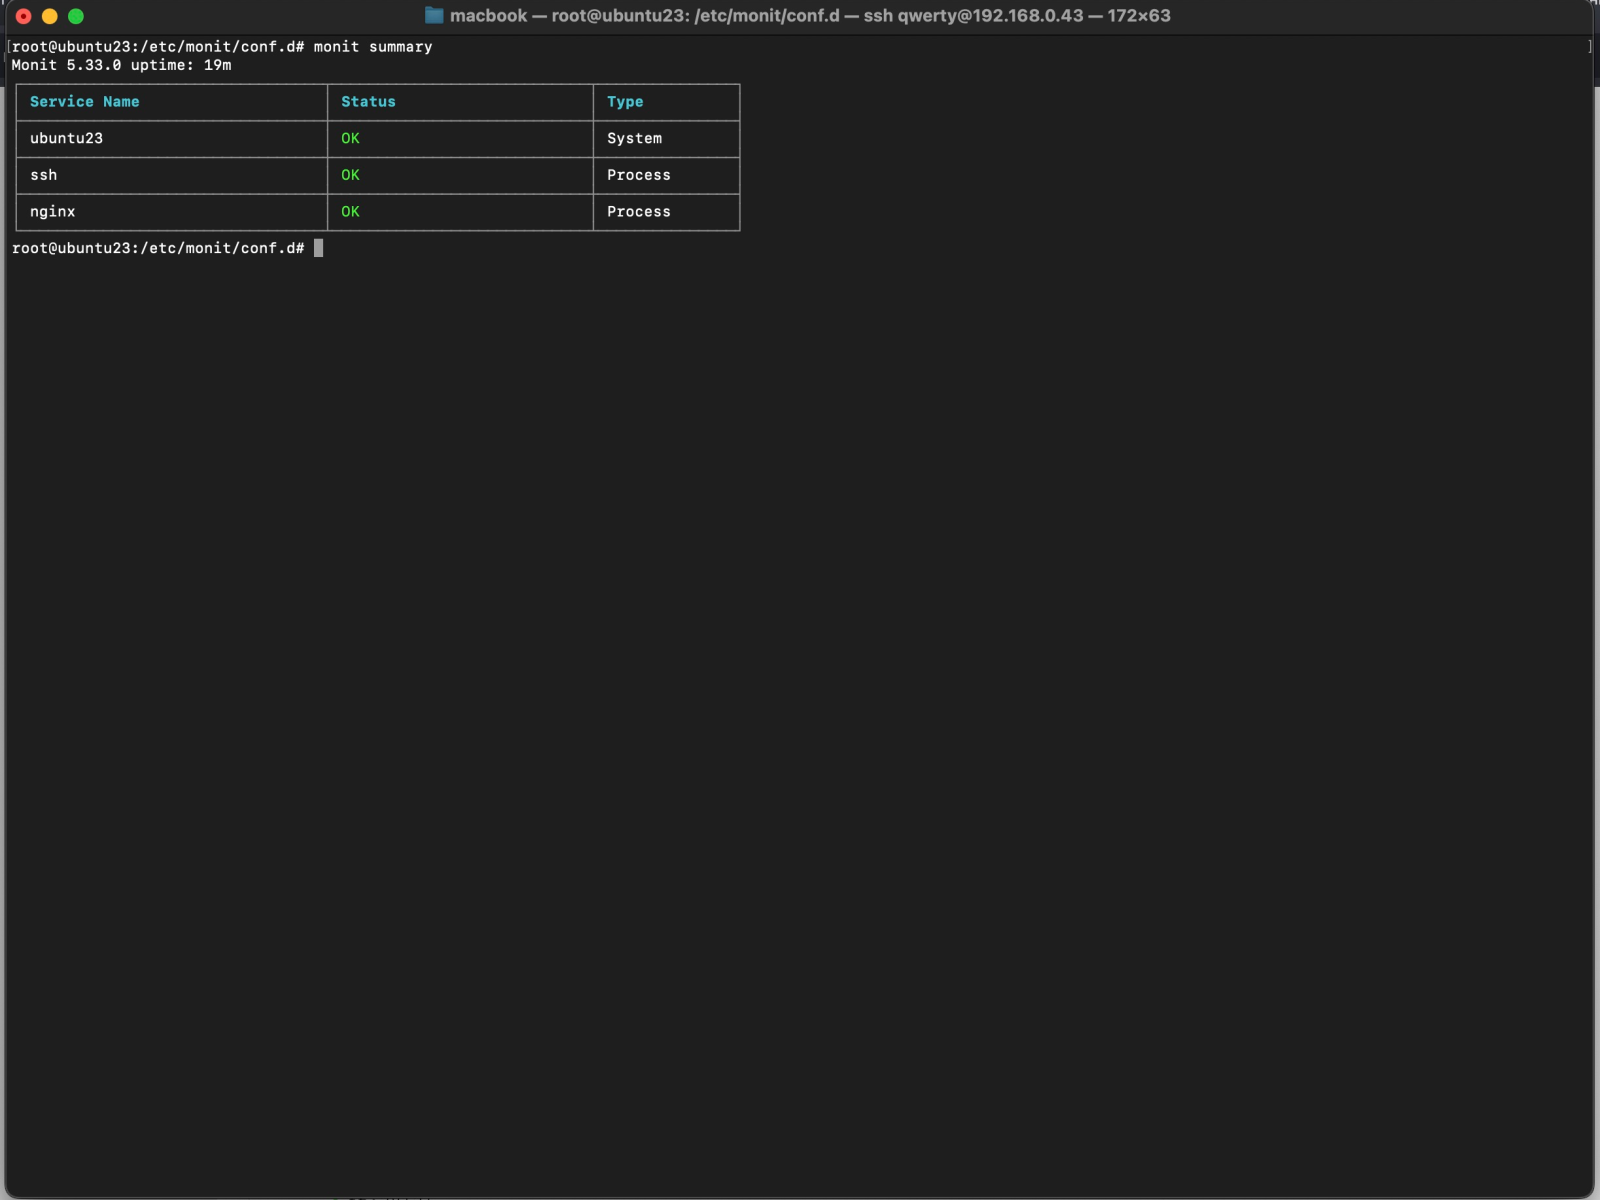 macbook — root@ubuntu23: /etc/monit/conf.d — ssh qwerty@192.168.0.43 — 172×63
[root@ubuntu23:/etc/monit/conf.d# monit summary ]
Monit 5.33.0 uptime: 19m
Service Name Status Type
ubuntu23 OK System
ssh OK Process
nginx OK Process
root@ubuntu23:/etc/monit/conf.d#